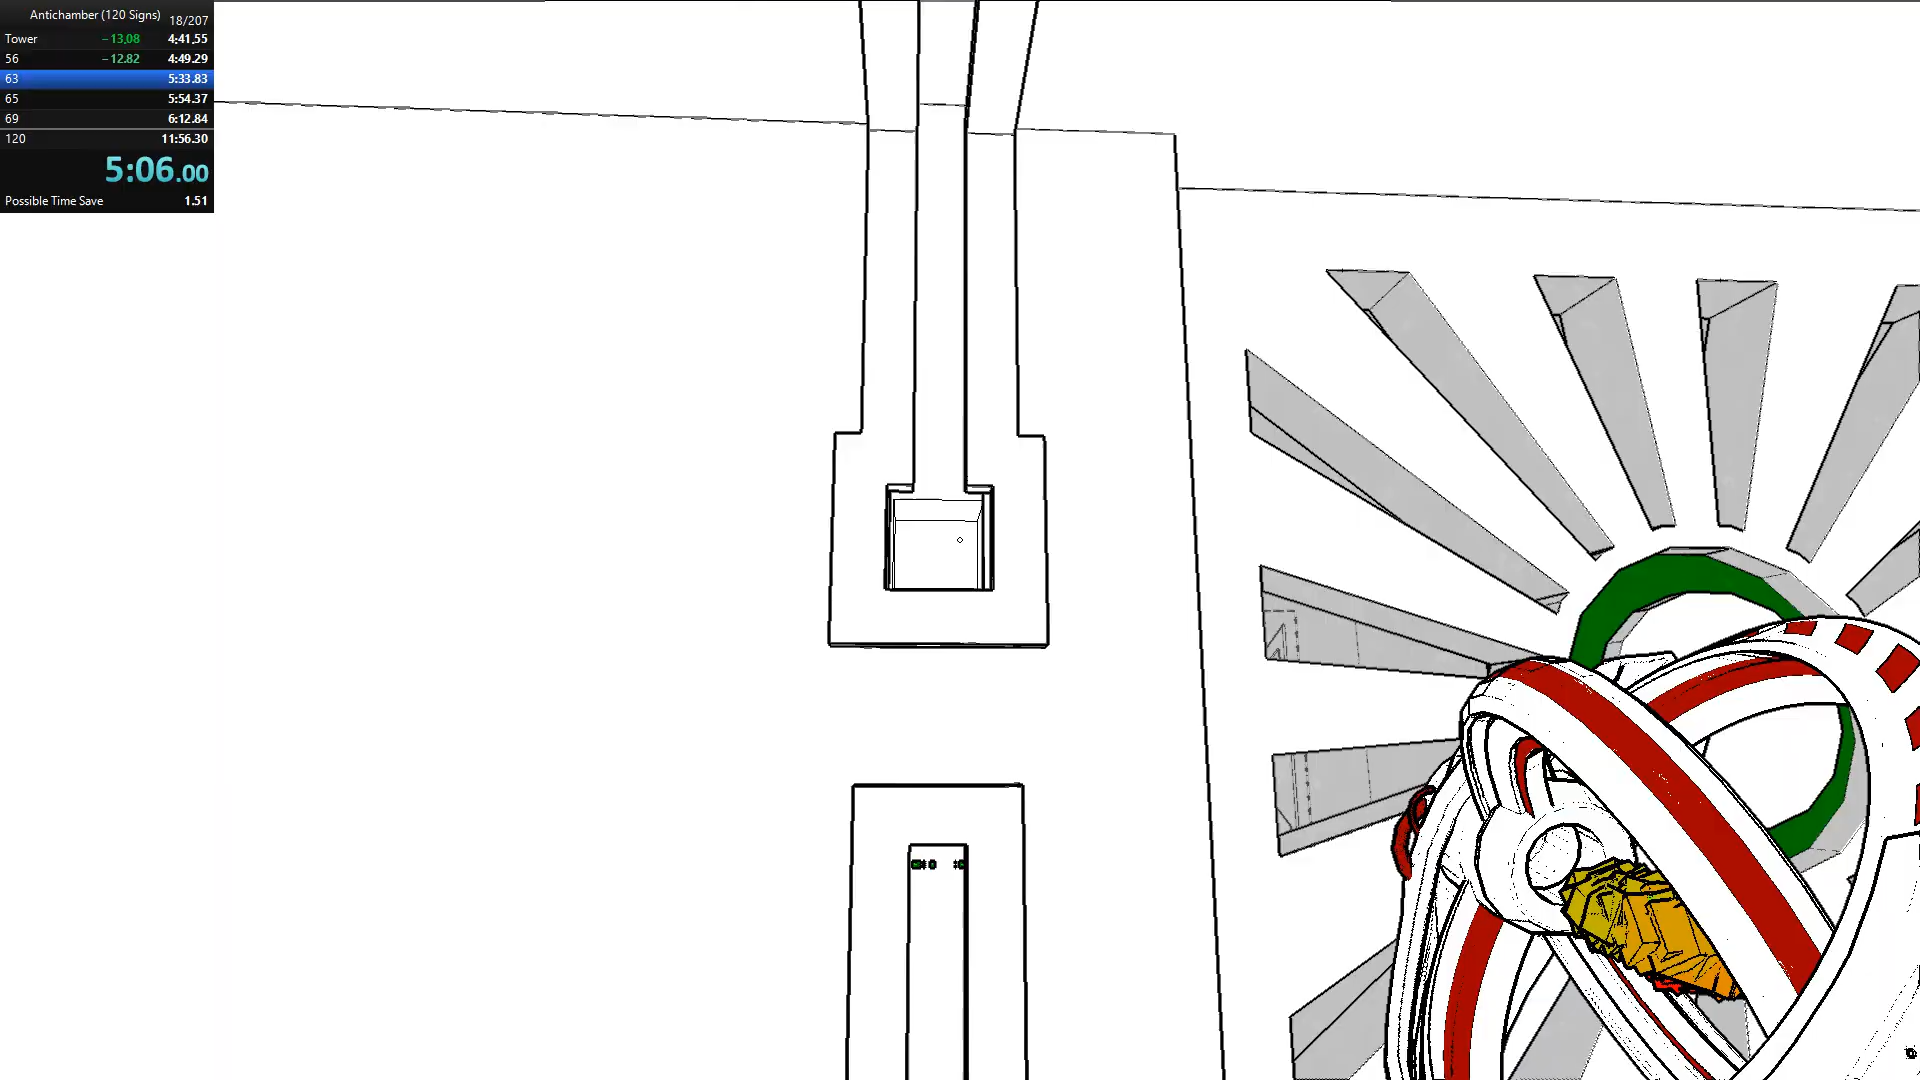 Antichamber (120 Signs) 18/207
Tower −13.08 4:41.55
56 −12.82 4:49.29
63 5:33.83
65 5:54.37
69 6:12.84
120 11:56.30
5:06.00
Possible Time Save 1.51